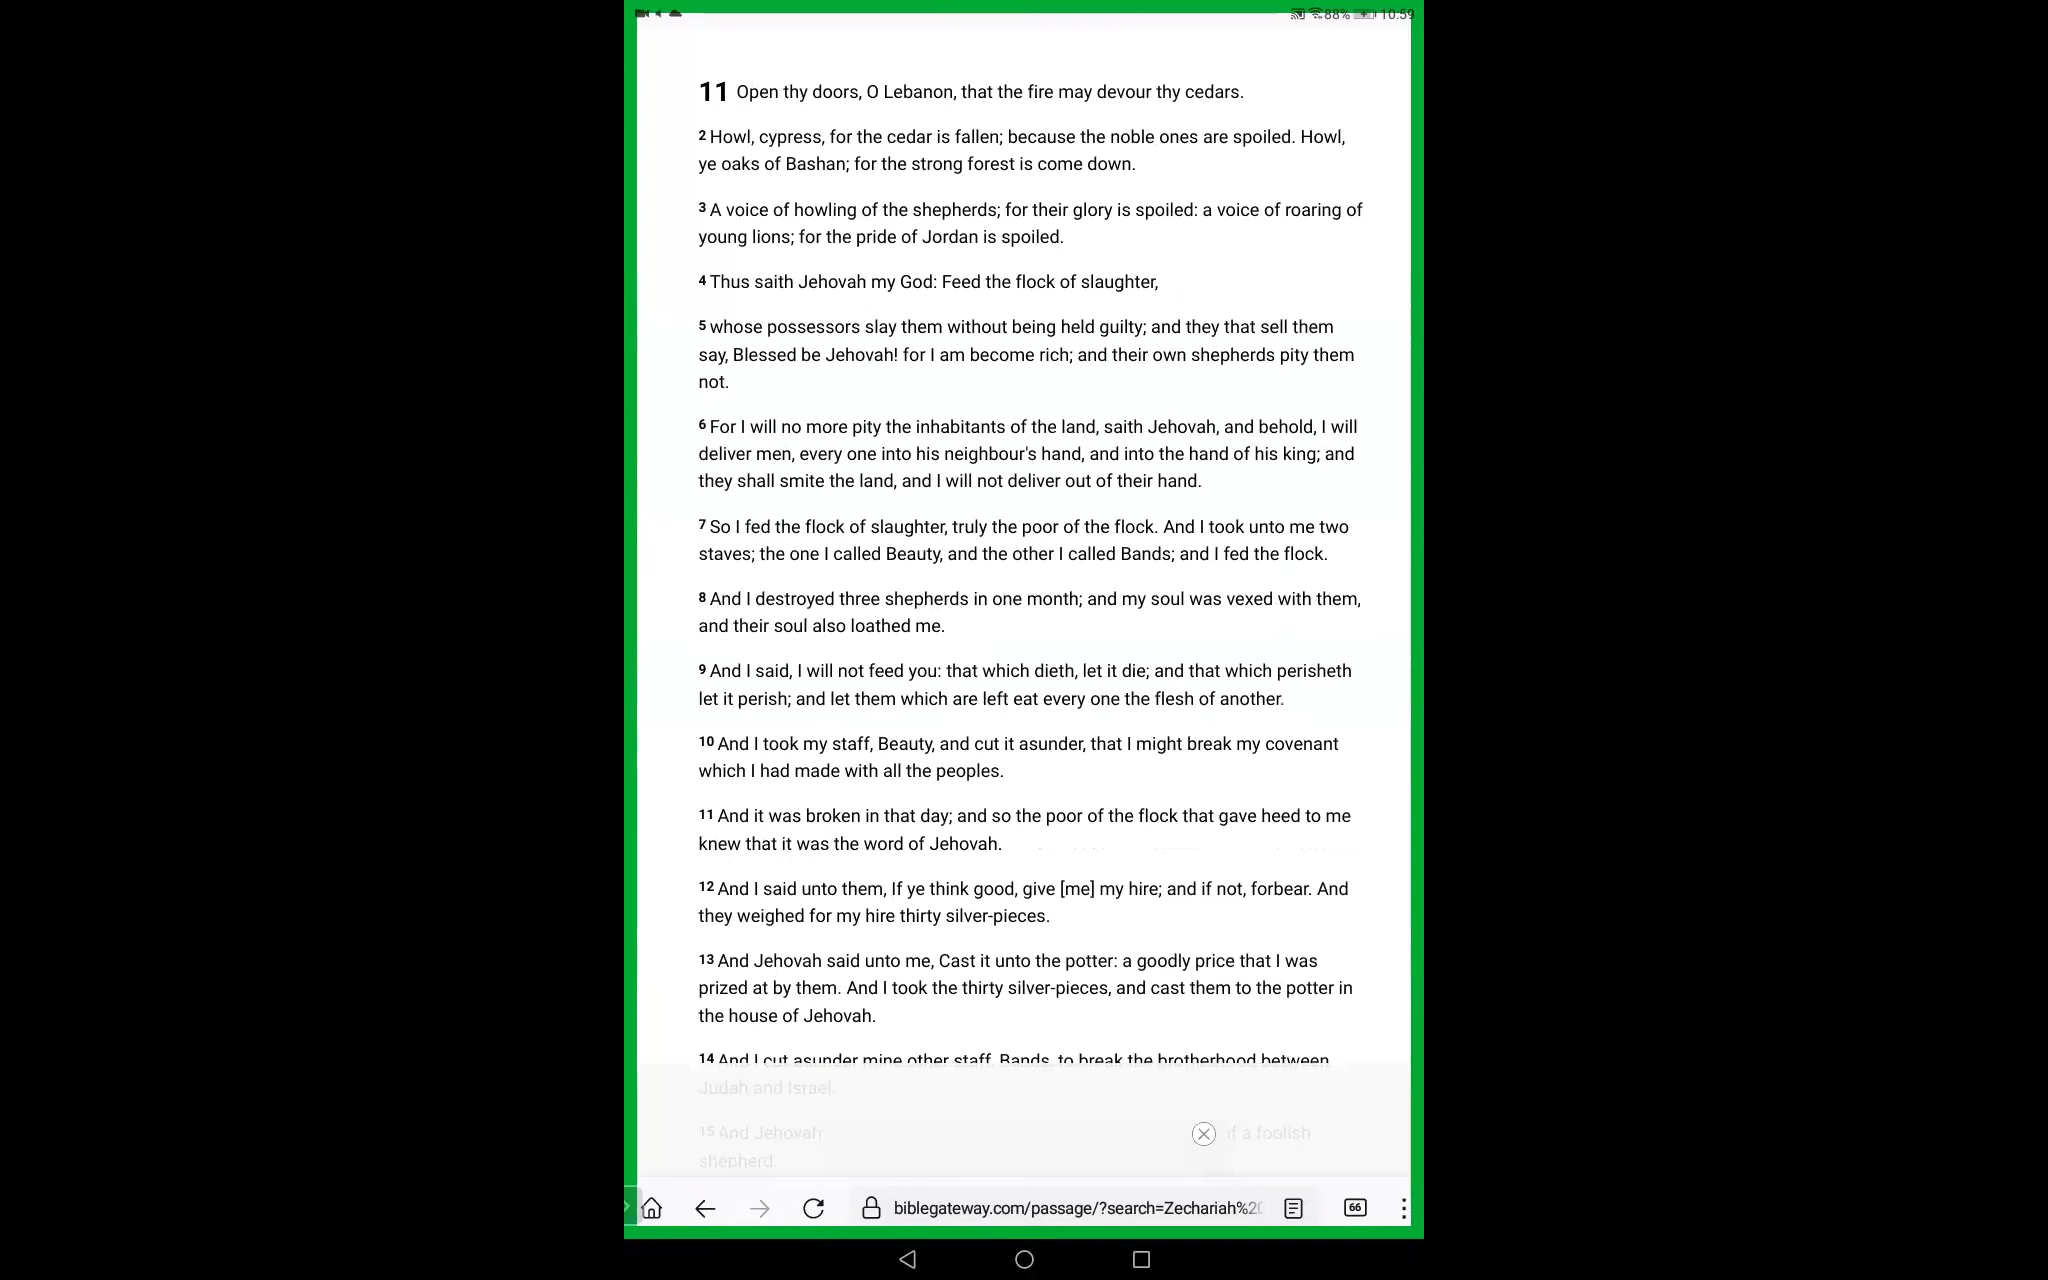 88% 10:59
11 Open thy doors, O Lebanon, that the fire may devour thy cedars.
2 Howl, cypress, for the cedar is fallen; because the noble ones are spoiled. Howl,
ye oaks of Bashan; for the strong forest is come down.
3 A voice of howling of the shepherds; for their glory is spoiled: a voice of roaring of
young lions; for the pride of Jordan is spoiled.
4 Thus saith Jehovah my God: Feed the flock of slaughter,
5 whose possessors slay them without being held guilty; and they that sell them
say, Blessed be Jehovah! for I am become rich; and their own shepherds pity them
not.
6 For I will no more pity the inhabitants of the land, saith Jehovah, and behold, I will
deliver men, every one into his neighbour's hand, and into the hand of his king; and
they shall smite the land, and I will not deliver out of their hand.
7 So I fed the flock of slaughter, truly the poor of the flock. And I took unto me two
staves; the one I called Beauty, and the other I called Bands; and I fed the flock.
8 And I destroyed three shepherds in one month; and my soul was vexed with them,
and their soul also loathed me.
9 And I said, I will not feed you: that which dieth, let it die; and that which perisheth
let it perish; and let them which are left eat every one the flesh of another.
10 And I took my staff, Beauty, and cut it asunder, that I might break my covenant
which I had made with all the peoples.
11 And it was broken in that day; and so the poor of the flock that gave heed to me
knew that it was the word of Jehovah.
12 And I said unto them, If ye think good, give [me] my hire; and if not, forbear. And
they weighed for my hire thirty silver-pieces.
13 And Jehovah said unto me, Cast it unto the potter: a goodly price that I was
prized at by them. And I took the thirty silver-pieces, and cast them to the potter in
the house of Jehovah.
14 And I cut asunder mine other staff, Bands, to break the brotherhood between
Judah and Israel.
15 And Jehovah of a foolish
shepherd.
biblegateway.com/passage/?search=Zechariah%20
66